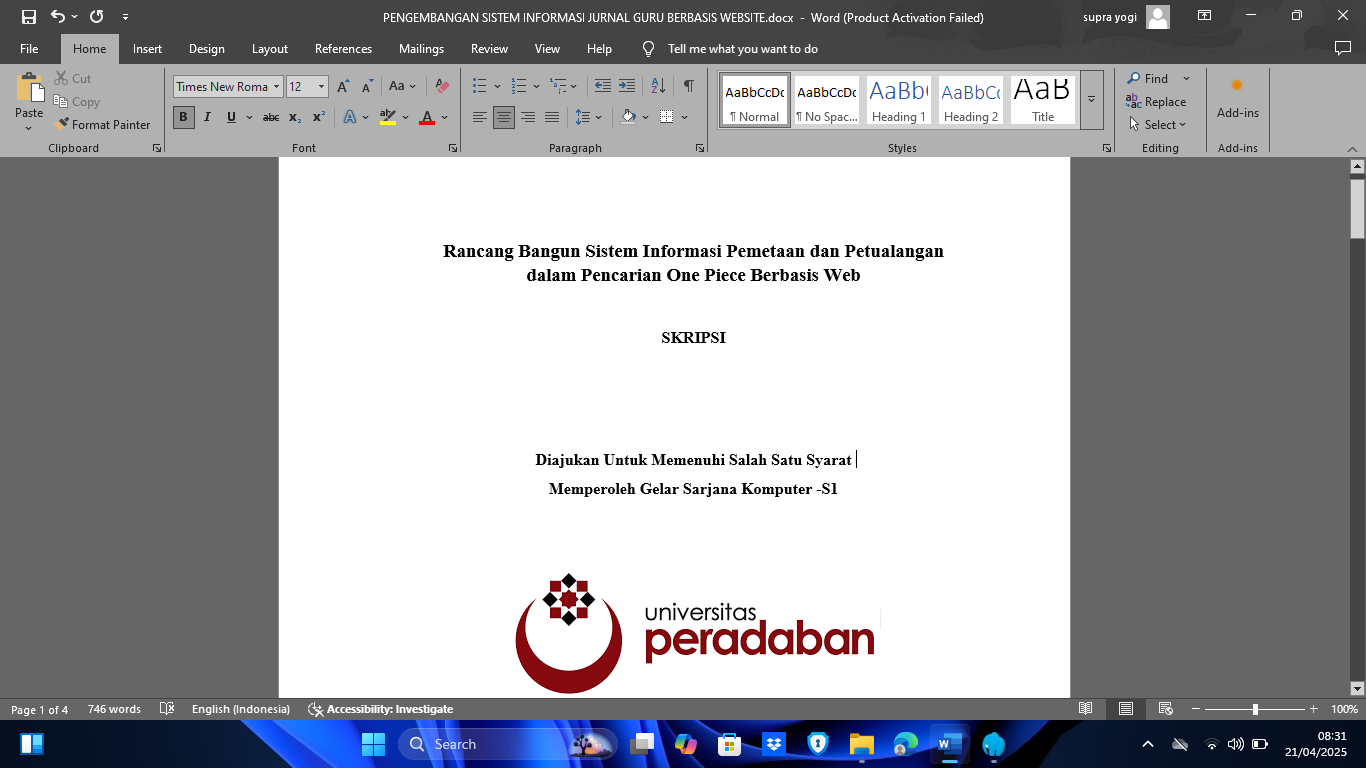 PENGEMBANGAN SISTEM INFORMASI JURNAL GURU BERBASIS WEBSITE.docx - Word (Product Activation Failed)
supra yogi
File Home Insert Design Layout References Mailings Review View Help Tell me what you want to do
Paste
Cut
Copy
Format Painter
Clipboard
Times New Roma 12
Aa
B I U abc x₂ x² A ab A
Font
Paragraph
AaBbCcDc AaBbCcDc AaBb( AaBbC( AaB
¶ Normal ¶ No Spac... Heading 1 Heading 2 Title
Styles
Find
Replace
Select
Editing
Add-ins
Add-ins
Rancang Bangun Sistem Informasi Pemetaan dan Petualangan
dalam Pencarian One Piece Berbasis Web
SKRIPSI
Diajukan Untuk Memenuhi Salah Satu Syarat
Memperoleh Gelar Sarjana Komputer -S1
universitas
peradaban
Page 1 of 4 746 words English (Indonesia) Accessibility: Investigate 100%
Search
08:31
21/04/2025